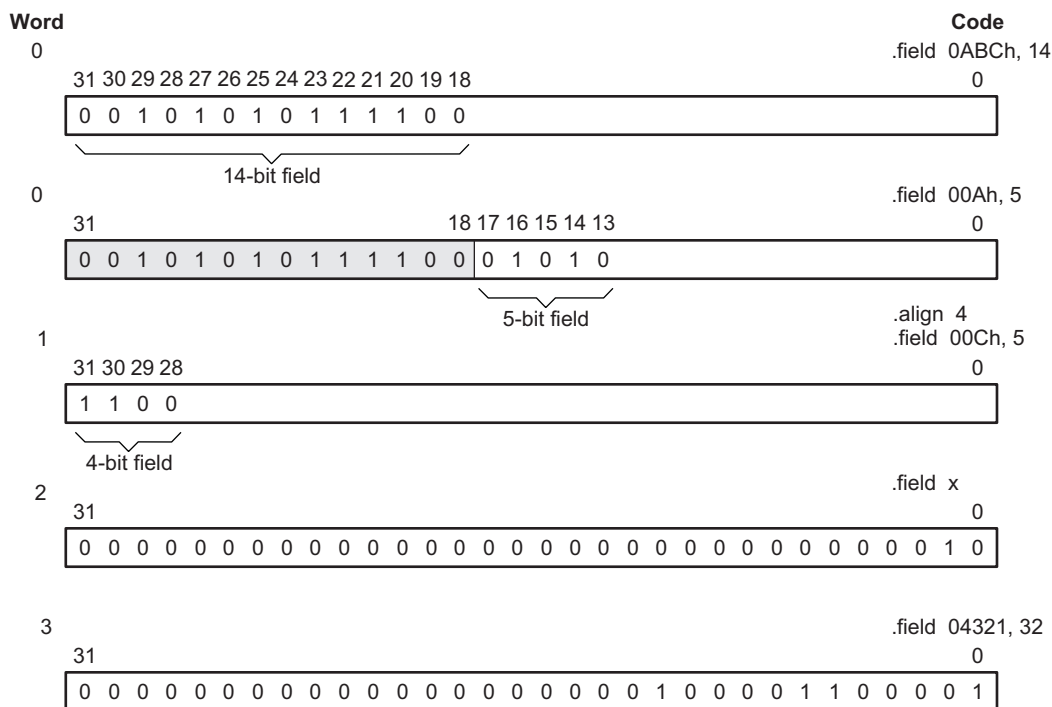 Word Code
0 .field 0ABCh, 14
31 30 29 28 27 26 25 24 23 22 21 20 19 18 0
0 0 1 0 1 0 1 0 1 1 1 1 0 0
14-bit field
0 .field 00Ah, 5
31 18 17 16 15 14 13 0
0 0 1 0 1 0 1 0 1 1 1 1 0 0 0 1 0 1 0
5-bit field
.align 4
1 .field 00Ch, 5
31 30 29 28 0
1 1 0 0
4-bit field
2 .field x
31 0
0 0 0 0 0 0 0 0 0 0 0 0 0 0 0 0 0 0 0 0 0 0 0 0 0 0 0 0 0 0 1 0
3 .field 04321, 32
31 0
0 0 0 0 0 0 0 0 0 0 0 0 0 0 0 0 0 0 0 0 1 0 0 0 0 1 1 0 0 0 0 1